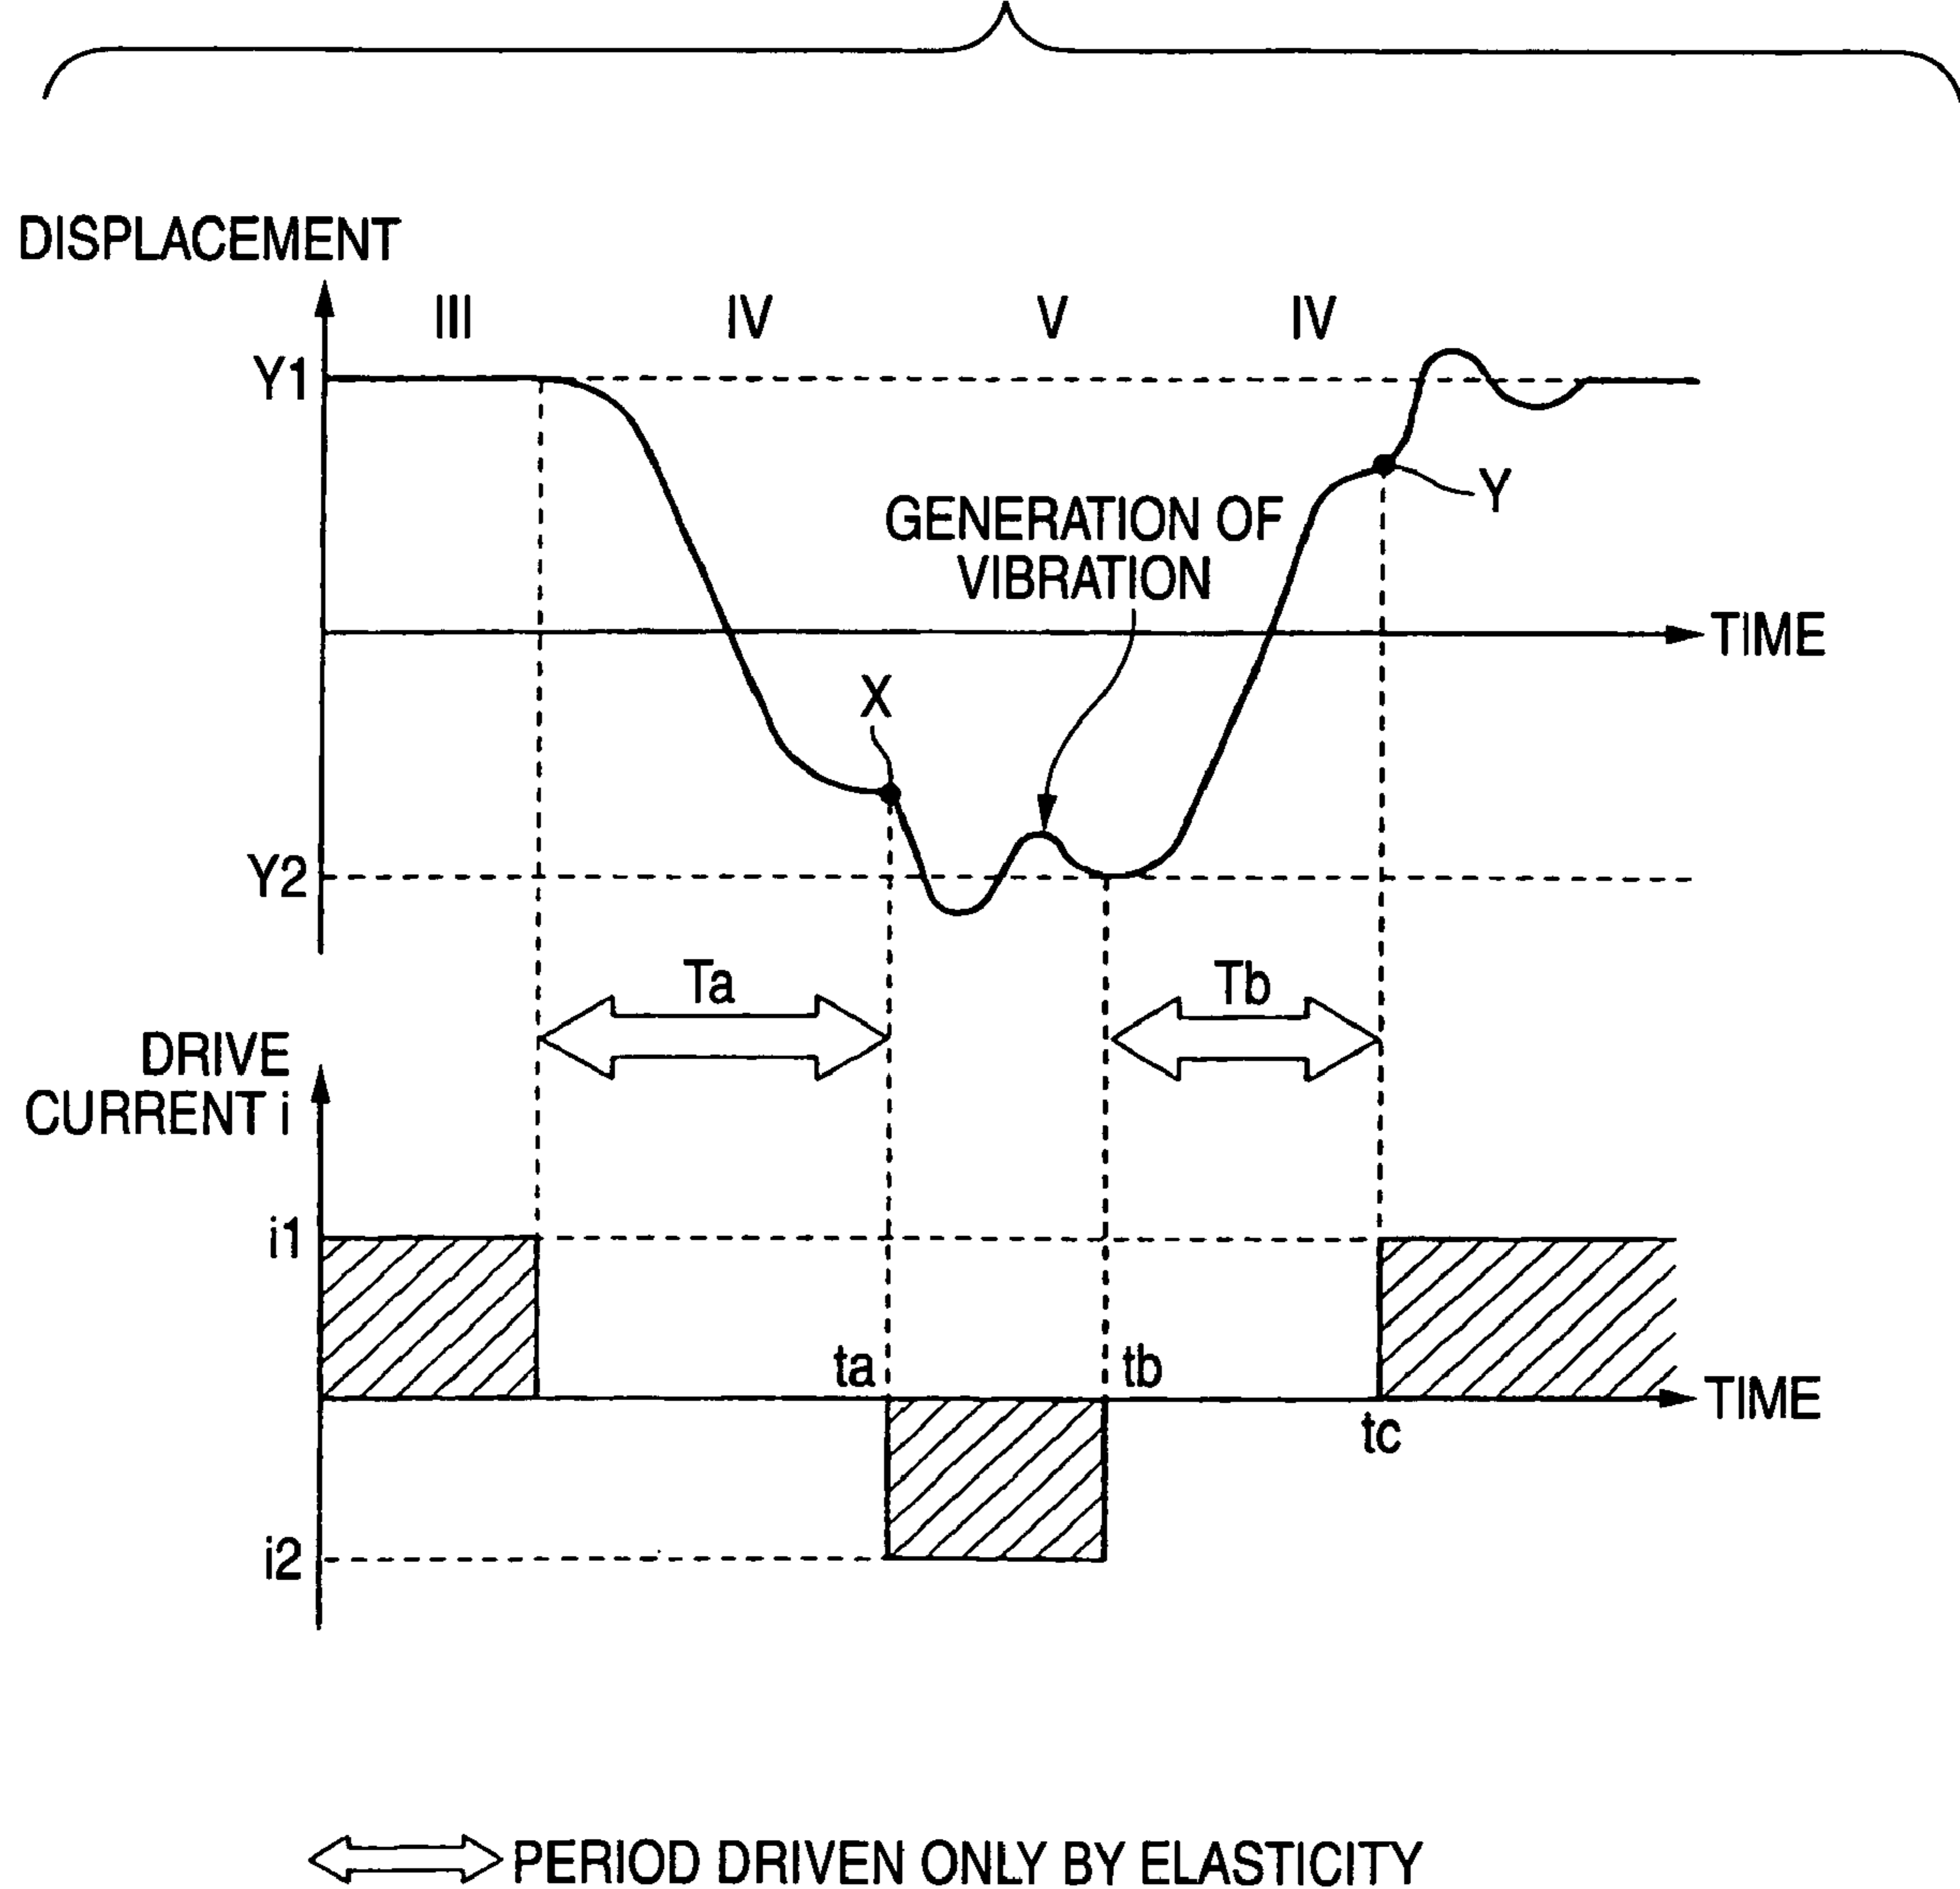 DISPLACEMENT
III IV V IV
Y1
Y
GENERATION OF
VIBRATION
TIME
X
Y2
Ta Tb
DRIVE
CURRENT i
i1
ta tb
TIME
tc
i2
PERIOD DRIVEN ONLY BY ELASTICITY